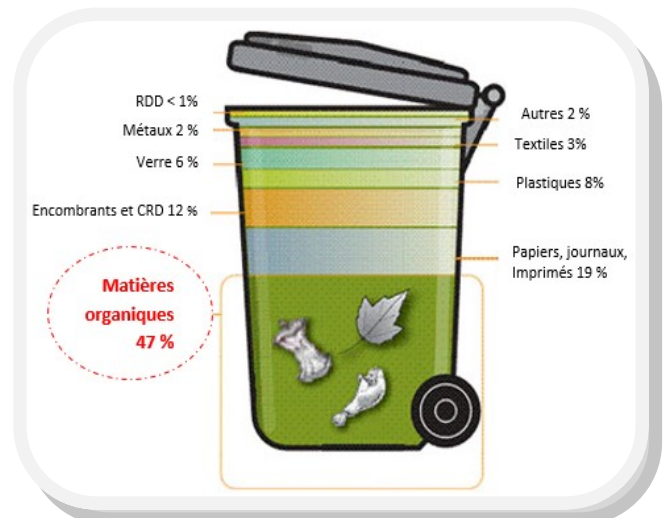 RDD < 1%
Autres 2 %
Métaux 2 %
Textiles 3%
Verre 6 %
Plastiques 8%
Encombrants et CRD 12 %
Papiers, journaux,
Imprimés 19 %
Matières
organiques
47 %